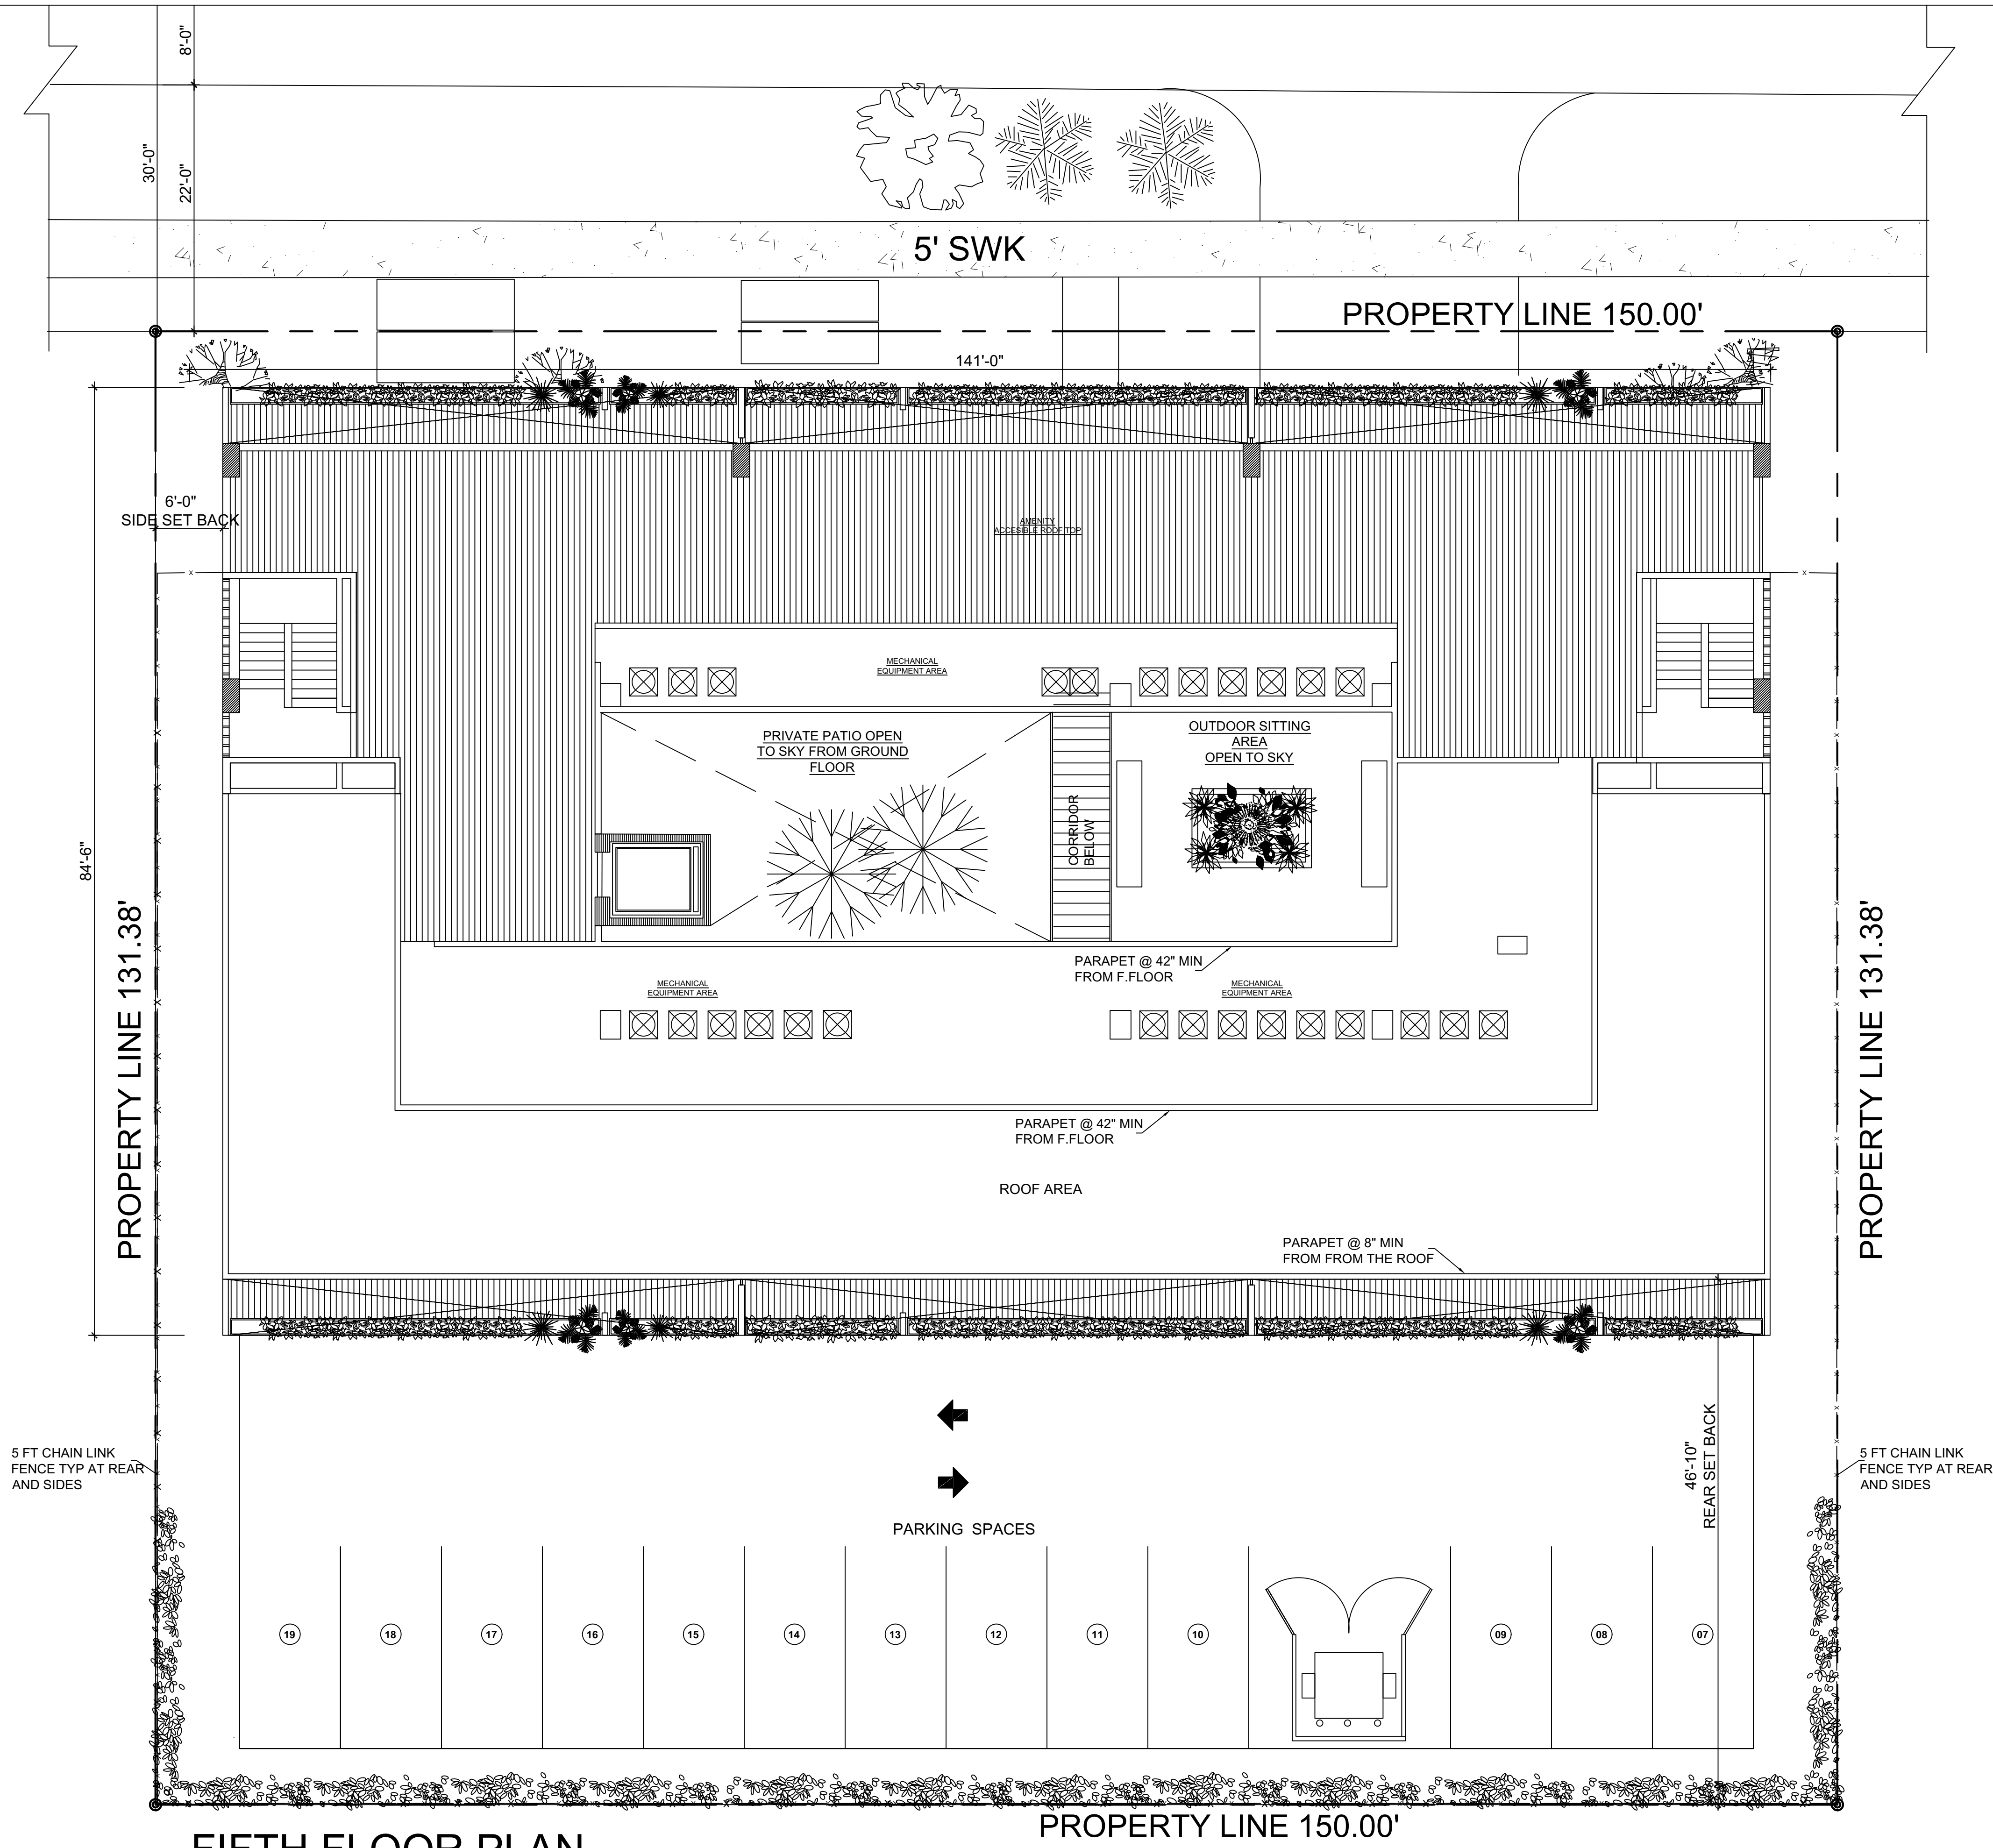 8'-0"
30'-0"
22'-0"
5' SWK
PROPERTY LINE 150.00'
141'-0"
6'-0"
SIDE SET BACK
AMENITY
ACCESIBLE ROOF TOP
MECHANICAL
EQUIPMENT AREA
PRIVATE PATIO OPEN
TO SKY FROM GROUND
FLOOR
OUTDOOR SITTING
AREA
OPEN TO SKY
CORRIDOR
BELOW
84'-6"
PROPERTY LINE 131.38'
PROPERTY LINE 131.38'
PARAPET @ 42" MIN
FROM F.FLOOR
MECHANICAL
EQUIPMENT AREA
MECHANICAL
EQUIPMENT AREA
PARAPET @ 42" MIN
FROM F.FLOOR
ROOF AREA
PARAPET @ 8" MIN
FROM FROM THE ROOF
5 FT CHAIN LINK
FENCE TYP AT REAR
AND SIDES
46'-10"
REAR SET BACK
5 FT CHAIN LINK
FENCE TYP AT REAR
AND SIDES
PARKING SPACES
19 18 17 16 15 14 13 12 11 10 09 08 07
PROPERTY LINE 150.00'
FIFTH FLOOR PLAN